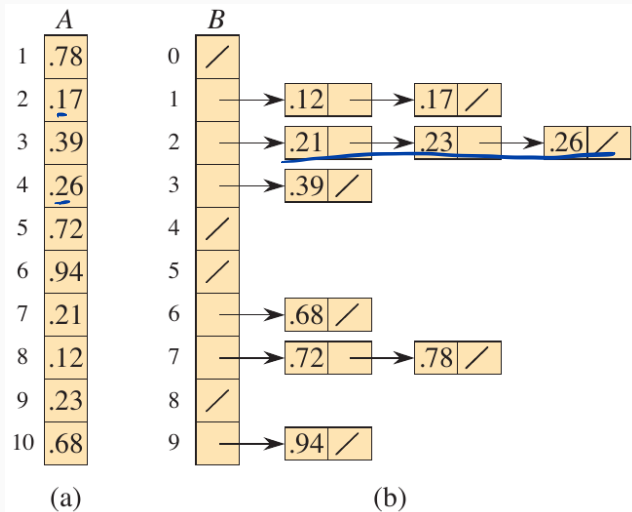 A B
1 .78 0 /
2 .17 1 .12 .17 /
3 .39 2 .21 .23 .26 /
4 .26 3 .39 /
5 .72 4 /
6 .94 5 /
7 .21 6 .68 /
8 .12 7 .72 .78 /
9 .23 8 /
10 .68 9 .94 /
(a) (b)